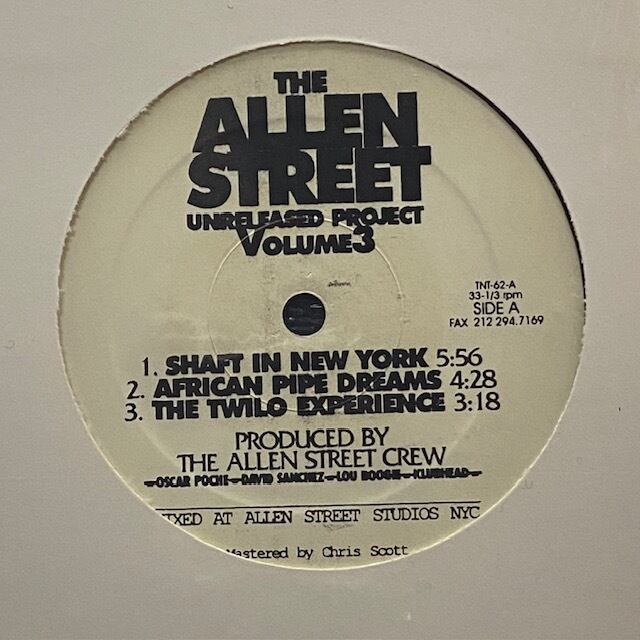 THE
ALLEN
STREET
UNRELEASED PROJECT
VOLUME 3
TNT-62-A
33-1/3 rpm
SIDE A
FAX 212 294.7169
1. SHAFT IN NEW YORK 5:56
2. AFRICAN PIPE DREAMS 4:28
3. THE TWILO EXPERIENCE 3:18
PRODUCED BY
THE ALLEN STREET CREW
-OSCAR POCHE-DAVID SANCHEZ-LOU BOOGIE-KLUBHEAD-
MIXED AT ALLEN STREET STUDIOS NYC
Mastered by Chris Scott